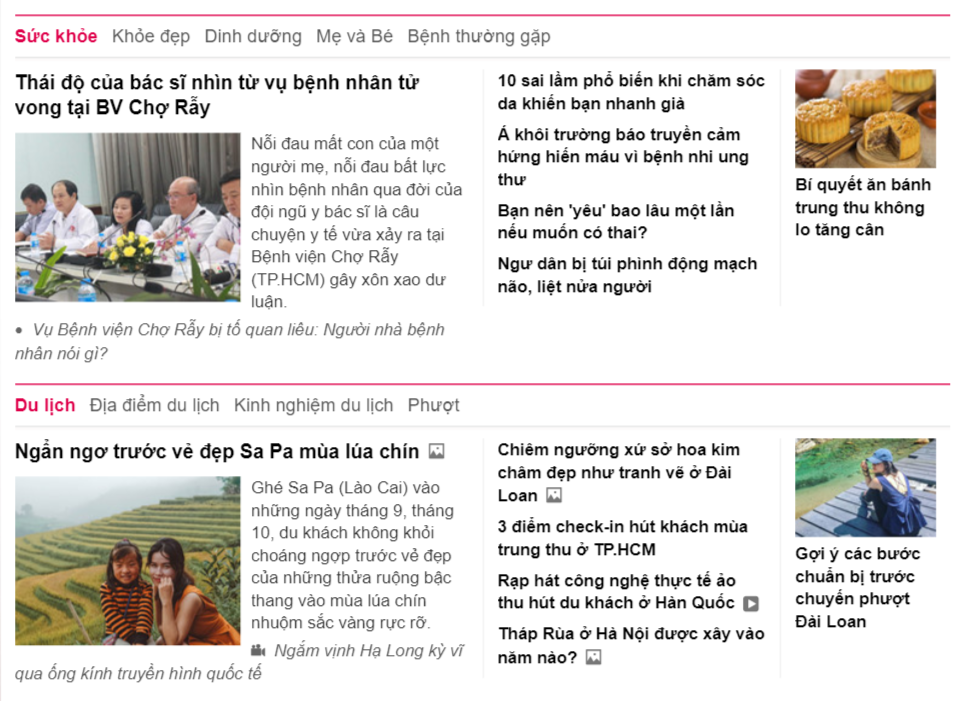 Sức khỏe Khỏe đẹp Dinh dưỡng Mẹ và Bé Bệnh thường gặp
Thái độ của bác sĩ nhìn từ vụ bệnh nhân tử
vong tại BV Chợ Rẫy
Nỗi đau mất con của một
người mẹ, nỗi đau bất lực
nhìn bệnh nhân qua đời của
đội ngũ y bác sĩ là câu
chuyện y tế vừa xảy ra tại
Bệnh viện Chợ Rẫy
(TP.HCM) gây xôn xao dư
luận.
• Vụ Bệnh viện Chợ Rẫy bị tố quan liêu: Người nhà bệnh
nhân nói gì?
10 sai lầm phổ biến khi chăm sóc
da khiến bạn nhanh già
Á khôi trường báo truyền cảm
hứng hiến máu vì bệnh nhi ung
thư
Bạn nên 'yêu' bao lâu một lần
nếu muốn có thai?
Ngư dân bị túi phình động mạch
não, liệt nửa người
Bí quyết ăn bánh
trung thu không
lo tăng cân
Du lịch Địa điểm du lịch Kinh nghiệm du lịch Phượt
Ngẩn ngơ trước vẻ đẹp Sa Pa mùa lúa chín
Ghé Sa Pa (Lào Cai) vào
những ngày tháng 9, tháng
10, du khách không khỏi
choáng ngợp trước vẻ đẹp
của những thửa ruộng bậc
thang vào mùa lúa chín
nhuộm sắc vàng rực rỡ.
Ngắm vịnh Hạ Long kỳ vĩ
qua ống kính truyền hình quốc tế
Chiêm ngưỡng xứ sở hoa kim
châm đẹp như tranh vẽ ở Đài
Loan
3 điểm check-in hút khách mùa
trung thu ở TP.HCM
Rạp hát công nghệ thực tế ảo
thu hút du khách ở Hàn Quốc
Tháp Rùa ở Hà Nội được xây vào
năm nào?
Gợi ý các bước
chuẩn bị trước
chuyến phượt
Đài Loan